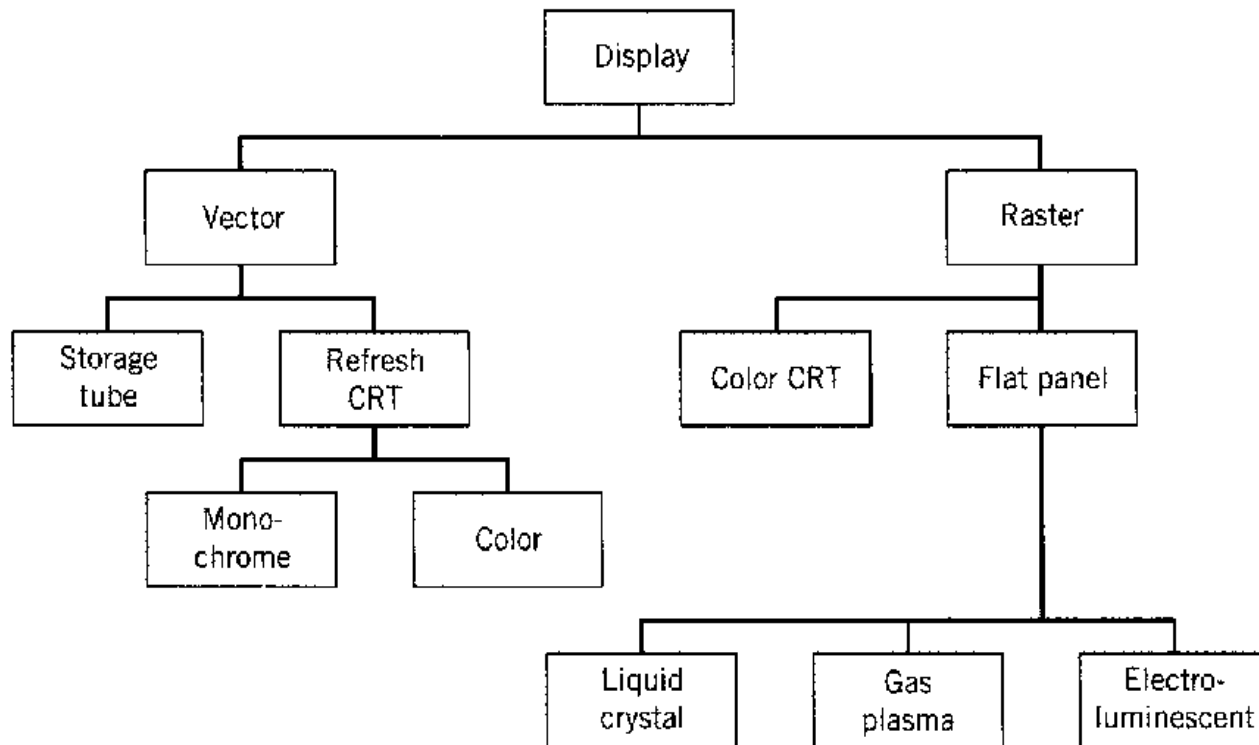 Display
Vector
Raster
Storage
tube
Refresh
CRT
Color CRT
Flat panel
Mono-
chrome
Color
Liquid
crystal
Gas
plasma
Electro-
luminescent